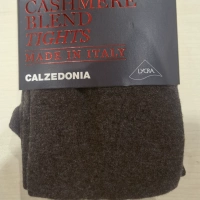 CASHMERE
BLEND
TIGHTS
MADE IN ITALY
CALZEDONIA
LYCRA